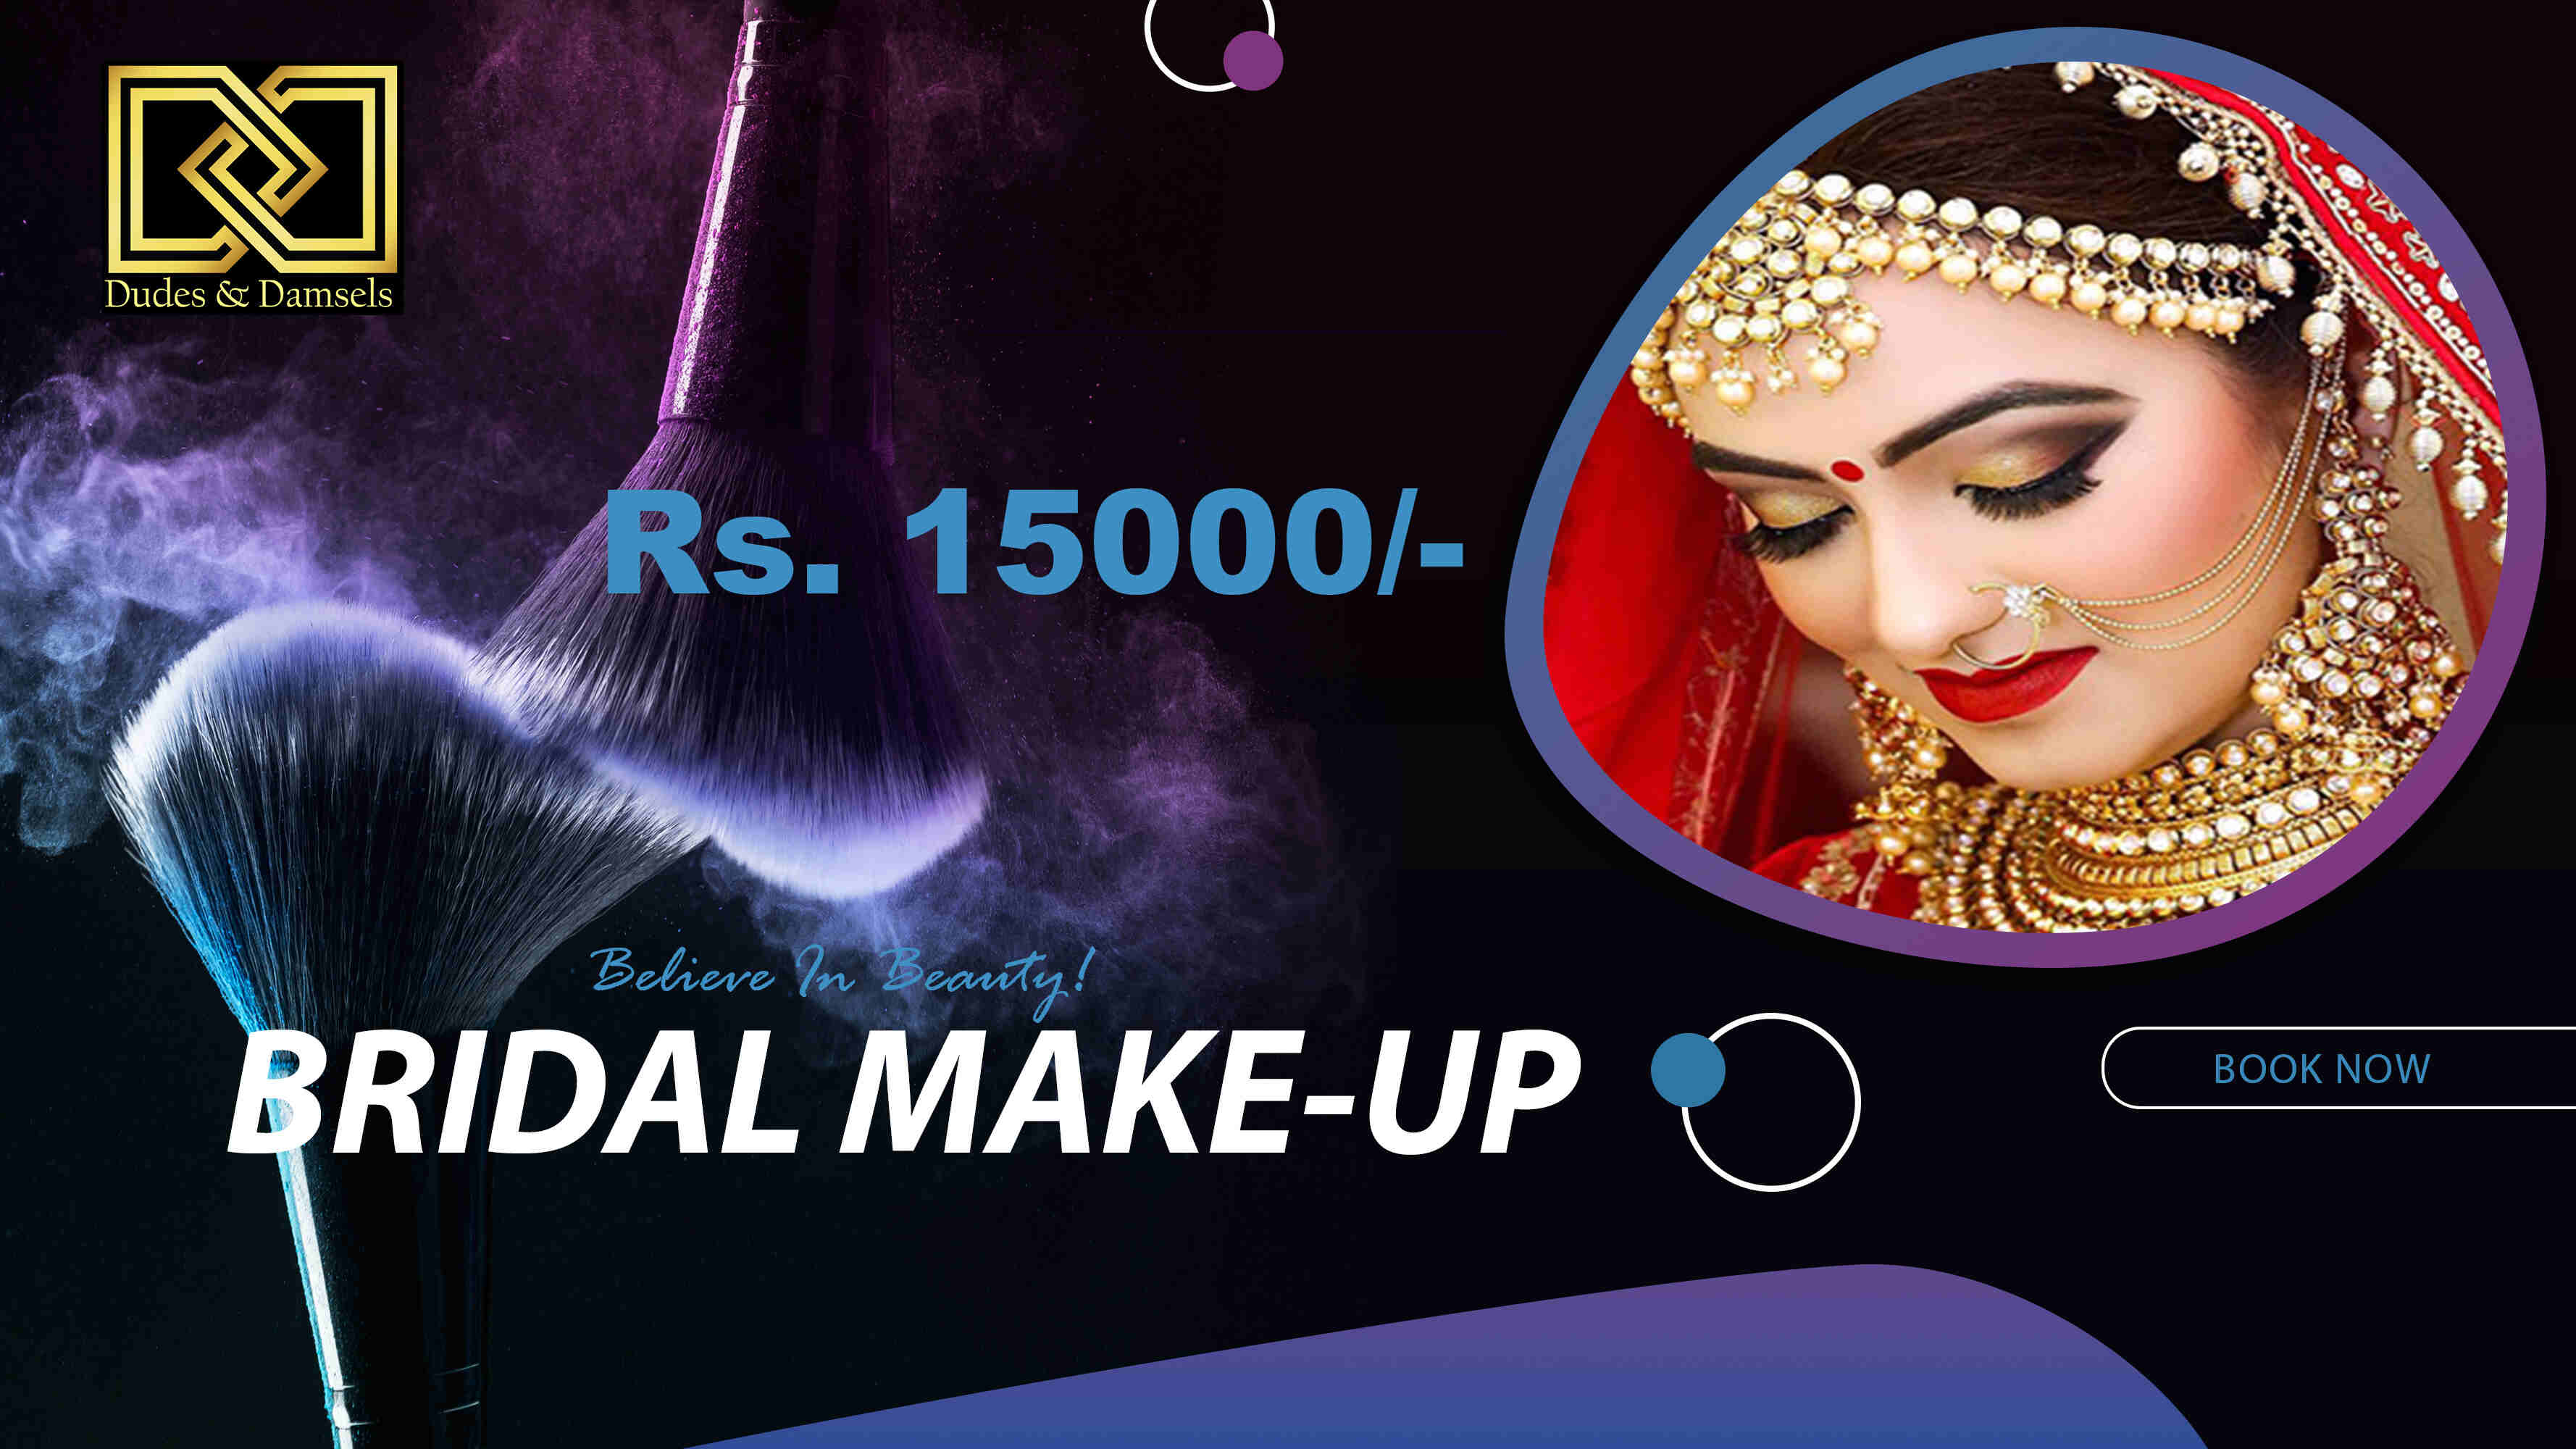 Dudes & Damsels
Rs. 15000/-
Believe In Beauty!
BRIDAL MAKE-UP
BOOK NOW